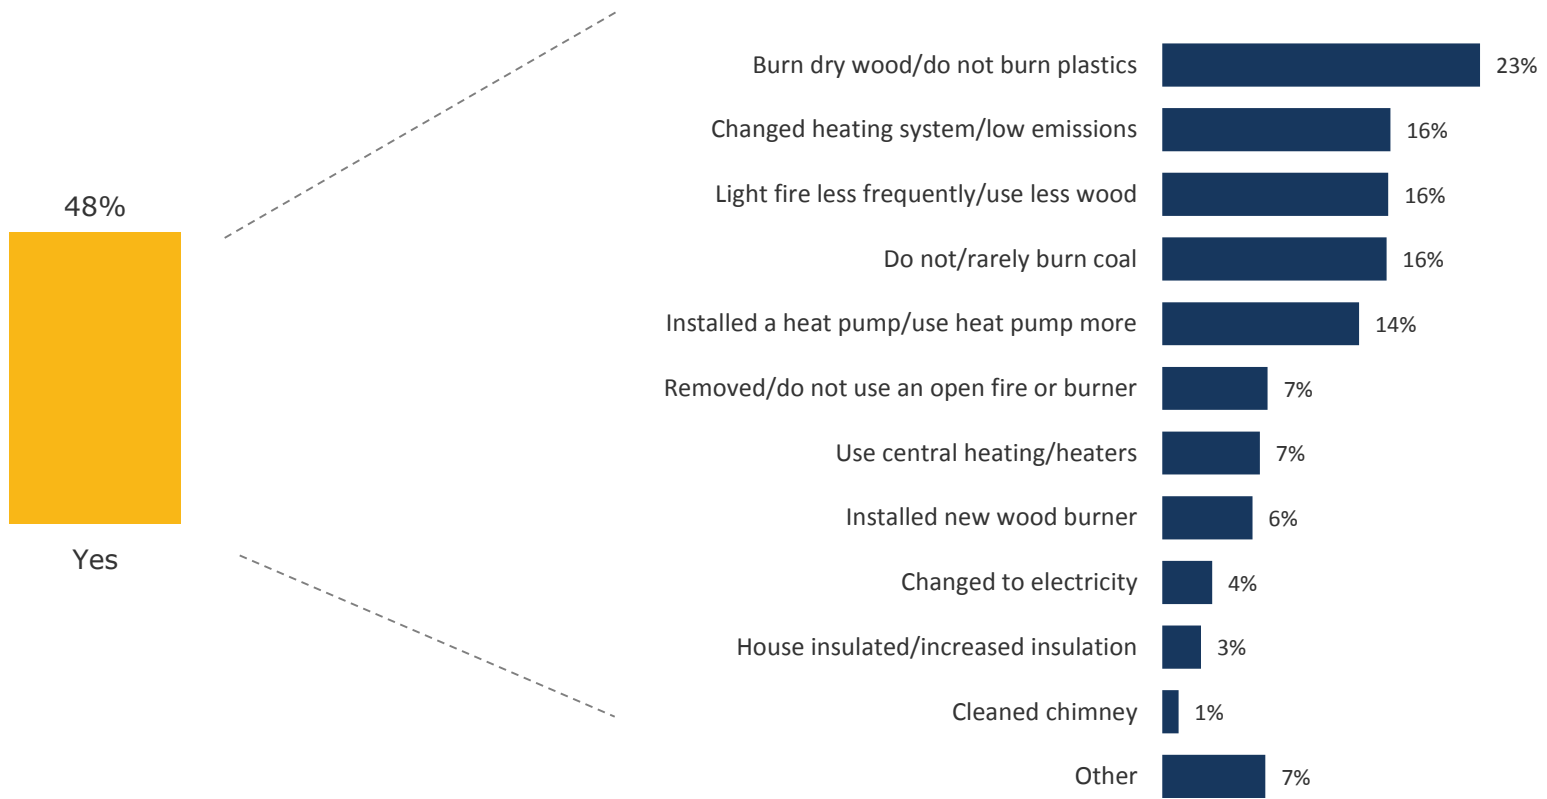 48%
Yes
Burn dry wood/do not burn plastics 23%
Changed heating system/low emissions 16%
Light fire less frequently/use less wood 16%
Do not/rarely burn coal 16%
Installed a heat pump/use heat pump more 14%
Removed/do not use an open fire or burner 7%
Use central heating/heaters 7%
Installed new wood burner 6%
Changed to electricity 4%
House insulated/increased insulation 3%
Cleaned chimney 1%
Other 7%